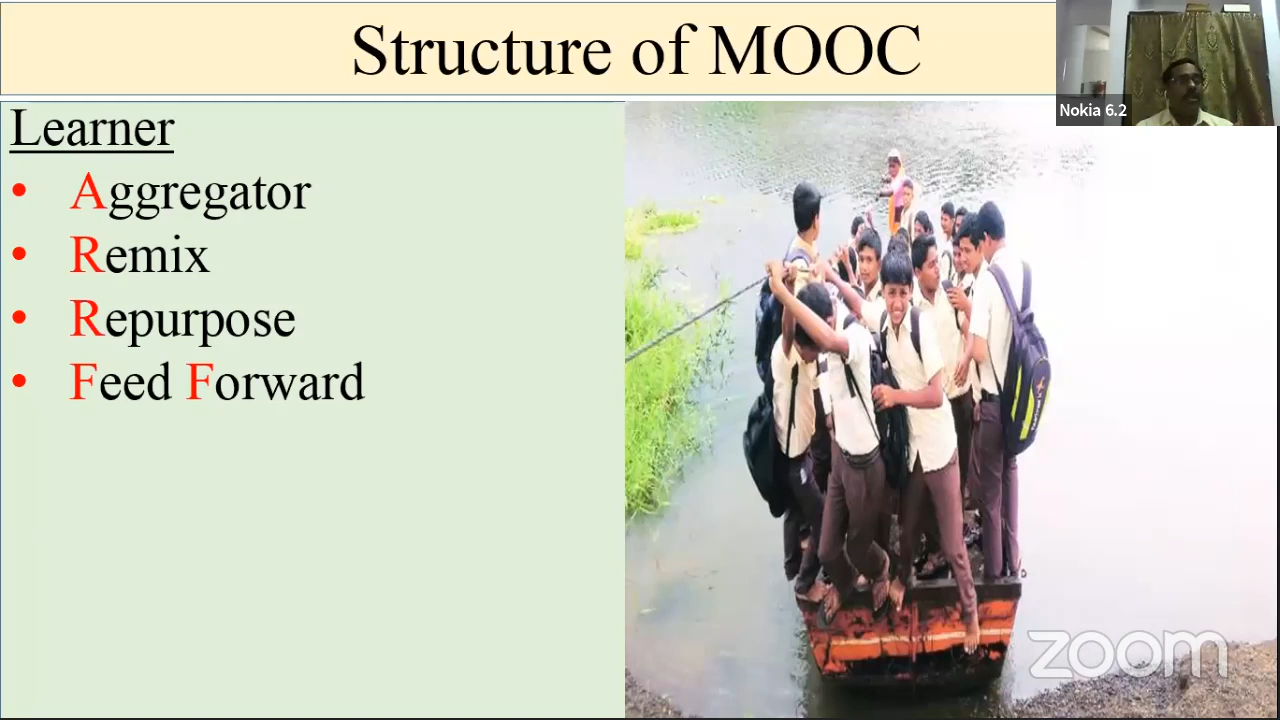 Structure of MOOC
Nokia 6.2
Learner
• Aggregator
• Remix
• Repurpose
• Feed Forward
zoom